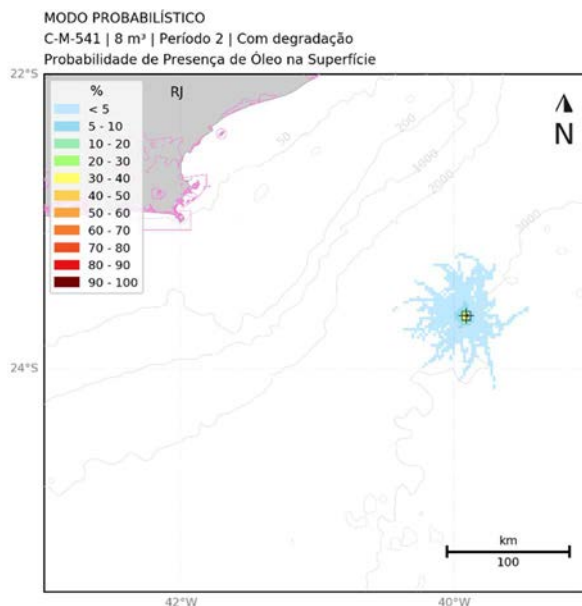 MODO PROBABILÍSTICO
C-M-541 | 8 m³ | Período 2 | Com degradação
Probabilidade de Presença de Óleo na Superfície
22°S
%
RJ
< 5
5 - 10
10 - 20
20 - 30
30 - 40
40 - 50
50 - 60
60 - 70
70 - 80
80 - 90
90 - 100
N
50
200
1000
2000
3000
24°S
km
100
42°W
40°W